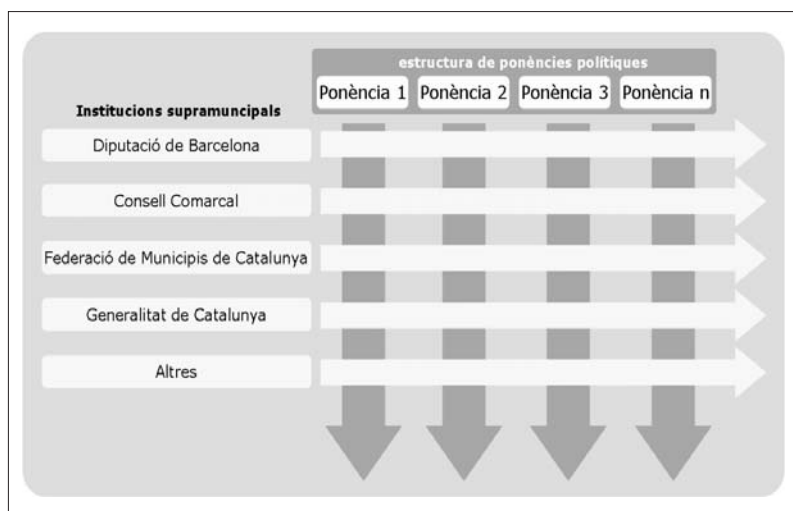 estructura de ponències polítiques
Ponència 1 Ponència 2 Ponència 3 Ponència n
Institucions supramuncipals
Diputació de Barcelona
Consell Comarcal
Federació de Municipis de Catalunya
Generalitat de Catalunya
Altres